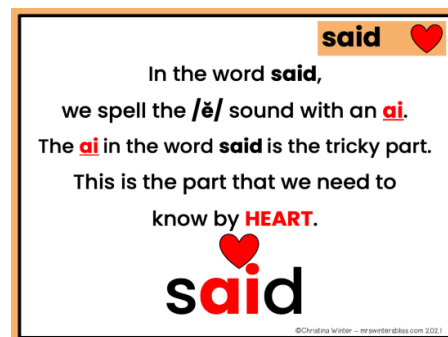 said
In the word said,
we spell the /ĕ/ sound with an ai.
The ai in the word said is the tricky part.
This is the part that we need to
know by HEART.
said
©Christina Winter – mrswintersbliss.com 2021